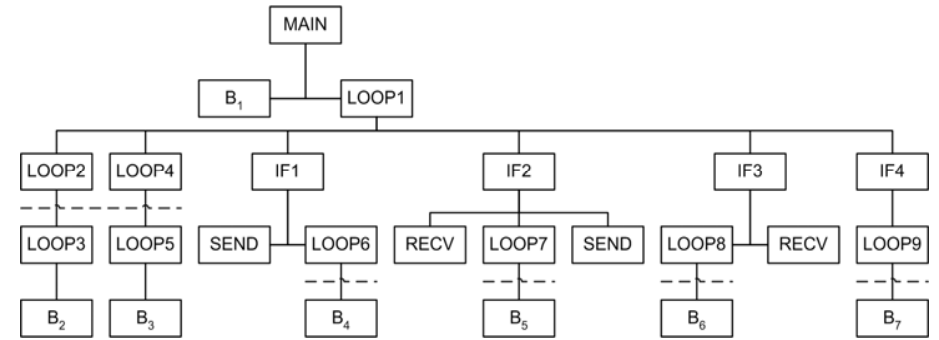 MAIN
B₁ LOOP1
LOOP2 LOOP4 IF1 IF2 IF3 IF4
LOOP3 LOOP5 SEND LOOP6 RECV LOOP7 SEND LOOP8 RECV LOOP9
B₂ B₃ B₄ B₅ B₆ B₇